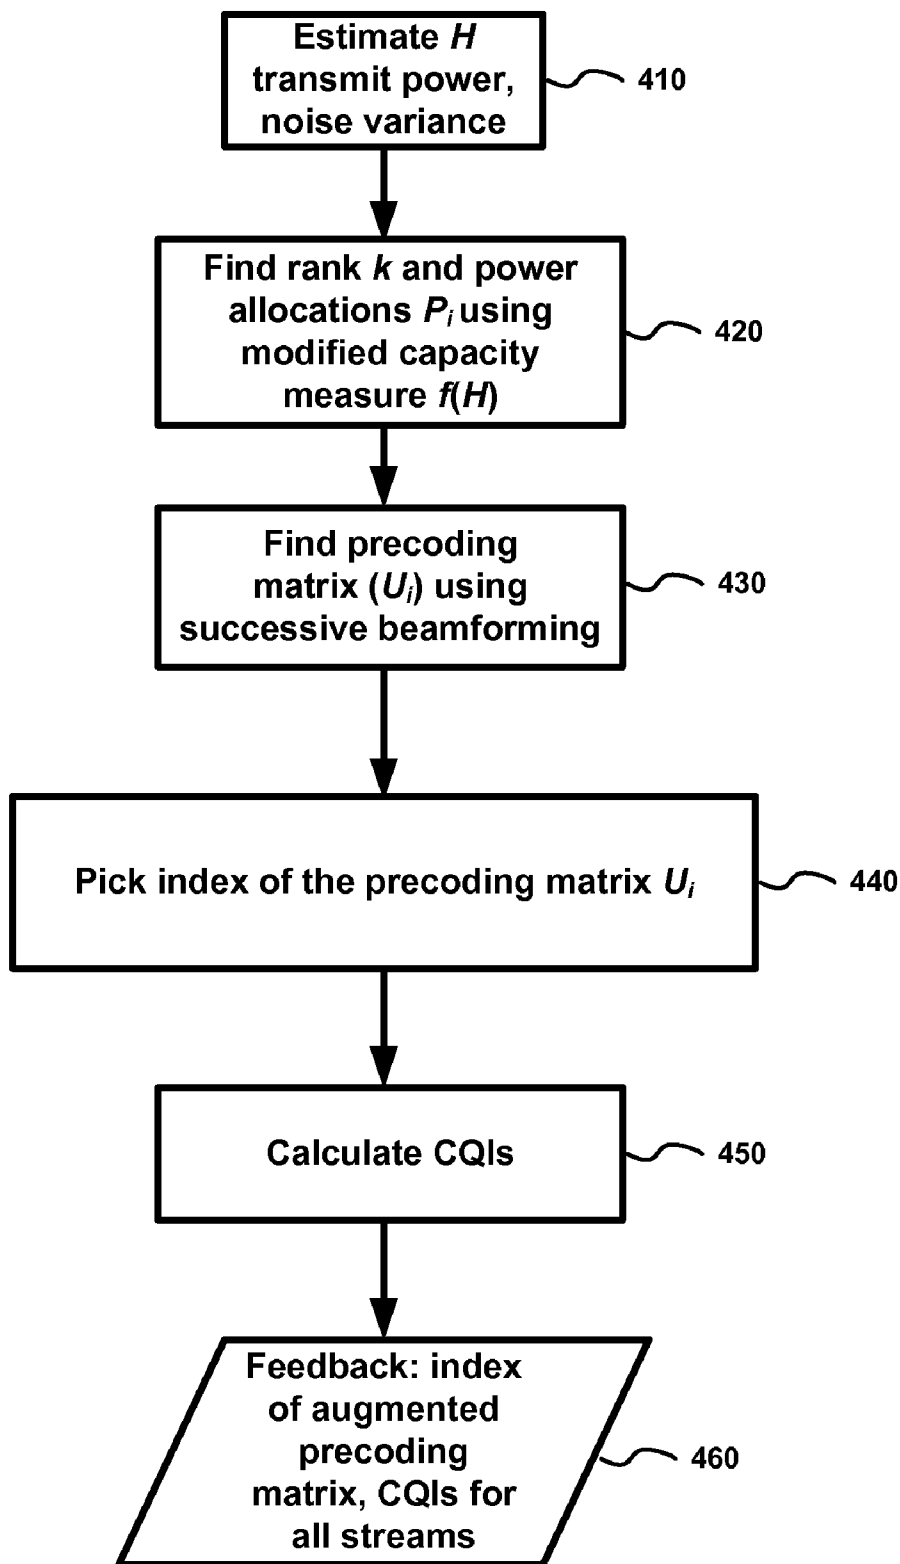 Estimate H
transmit power,
noise variance
410
Find rank k and power
allocations Pi using
modified capacity
measure f(H)
420
Find precoding
matrix (Ui) using
successive beamforming
430
Pick index of the precoding matrix Ui
440
Calculate CQIs
450
Feedback: index
of augmented
precoding
matrix, CQIs for
all streams
460